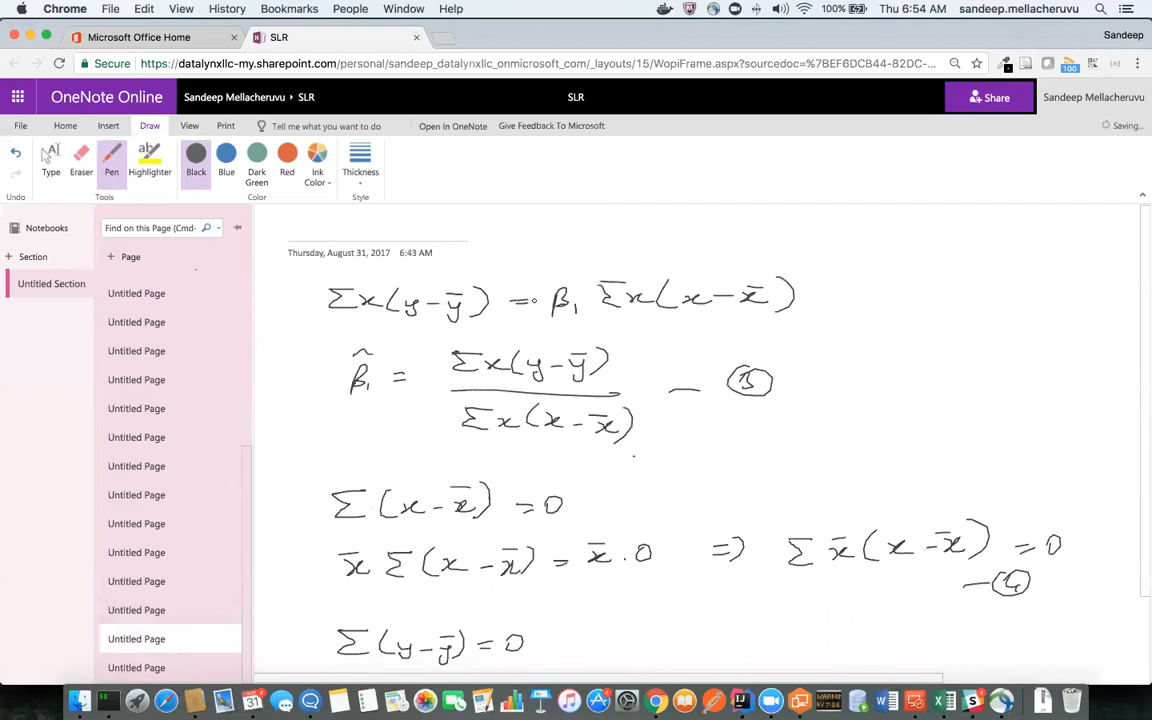 Chrome File Edit View History Bookmarks People Window Help 100% Thu 6:54 AM sandeep.mellacheruvu
Microsoft Office Home × SLR × Sandeep
Secure https://datalynxllc-my.sharepoint.com/personal/sandeep_datalynxllc_onmicrosoft_com/_layouts/15/WopiFrame.aspx?sourcedoc=%7BEF6DCB44-82DC-... 100
OneNote Online Sandeep Mellacheruvu ▸ SLR SLR Share Sandeep Mellacheruvu
File Home Insert Draw View Print Tell me what you want to do Open In OneNote Give Feedback To Microsoft Saving...
Type Eraser Pen Highlighter Black Blue Dark Green Red Ink Color Thickness
Undo Tools Color Style
Notebooks Find on this Page (Cmd-
+ Section + Page
Untitled Section
Thursday, August 31, 2017 6:43 AM
Untitled Page
Untitled Page
Untitled Page
Untitled Page
Untitled Page
Untitled Page
Untitled Page
Untitled Page
Untitled Page
Untitled Page
Untitled Page
Untitled Page
Untitled Page
Untitled Page
Σx(y-ȳ) = β₁ Σx(x-x̄)
β̂₁ = Σx(y-ȳ) / Σx(x-x̄)
Σ(x-x̄) = 0
x̄ Σ(x-x̄) = x̄ . 0 => Σ x̄(x-x̄) = 0
Σ(y-ȳ) = 0